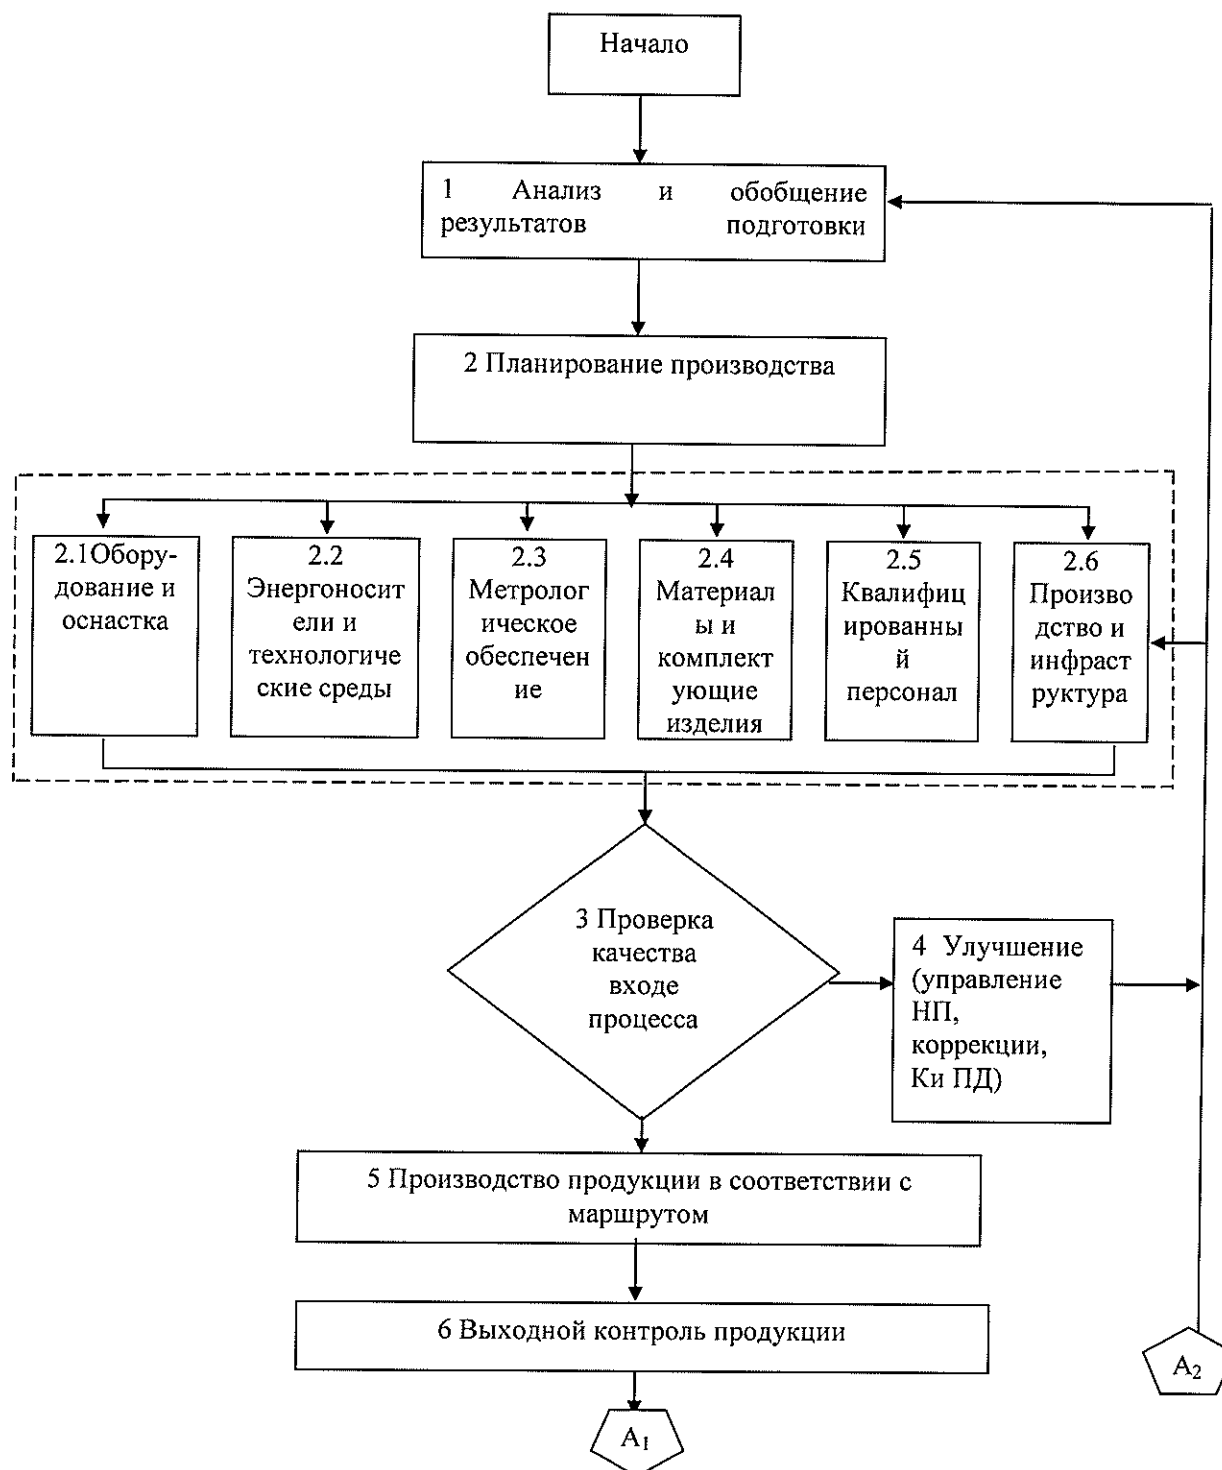 Начало
1 Анализ и обобщение
результатов подготовки
2 Планирование производства
2.1Обору-
дование и
оснастка
2.2
Энергоносит
ели и
технологиче
ские среды
2.3
Метролог
ическое
обеспечен
ие
2.4
Материал
ы и
комплект
ующие
изделия
2.5
Квалифиц
ированны
й
персонал
2.6
Произво
дство и
инфраст
руктура
3 Проверка
качества
входе
процесса
4 Улучшение
(управление
НП,
коррекции,
Ки ПД)
5 Производство продукции в соответствии с
маршрутом
6 Выходной контроль продукции
А2
А1